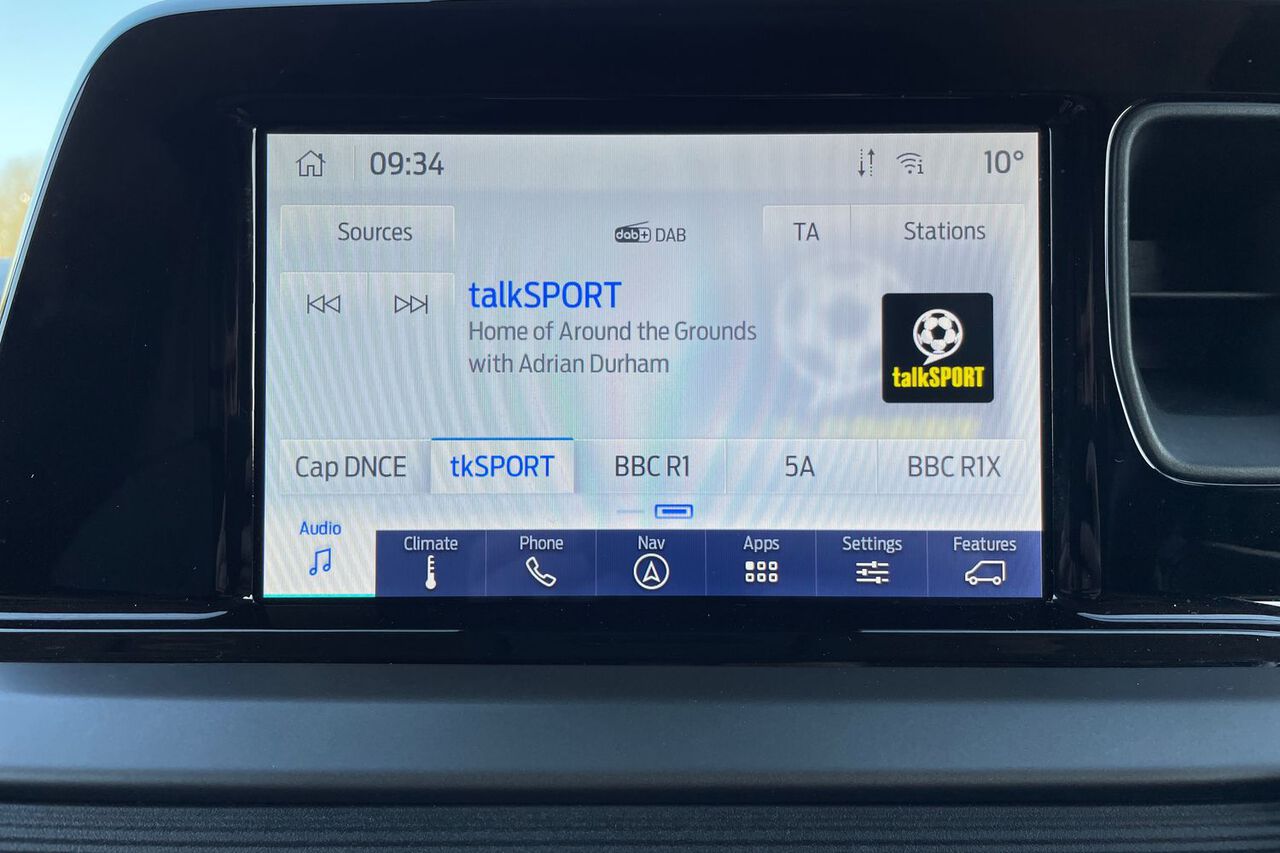 09:34
10°
Sources
dab+ DAB
TA
Stations
talkSPORT
Home of Around the Grounds
with Adrian Durham
talkSPORT
Cap DNCE
tkSPORT
BBC R1
5A
BBC R1X
Audio
Climate
Phone
Nav
Apps
Settings
Features